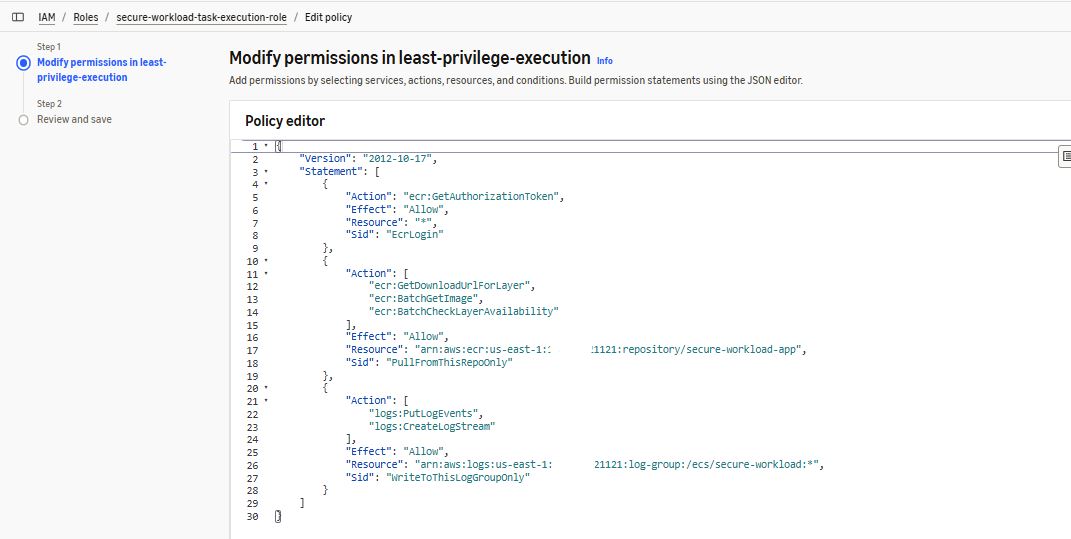 IAM / Roles / secure-workload-task-execution-role / Edit policy
Step 1
Modify permissions in least-
privilege-execution
Step 2
Review and save
Modify permissions in least-privilege-execution Info
Add permissions by selecting services, actions, resources, and conditions. Build permission statements using the JSON editor.
Policy editor
1 {
2 "Version": "2012-10-17",
3 "Statement": [
4 {
5 "Action": "ecr:GetAuthorizationToken",
6 "Effect": "Allow",
7 "Resource": "*",
8 "Sid": "EcrLogin"
9 },
10 {
11 "Action": [
12 "ecr:GetDownloadUrlForLayer",
13 "ecr:BatchGetImage",
14 "ecr:BatchCheckLayerAvailability"
15 ],
16 "Effect": "Allow",
17 "Resource": "arn:aws:ecr:us-east-1: 1121:repository/secure-workload-app",
18 "Sid": "PullFromThisRepoOnly"
19 },
20 {
21 "Action": [
22 "logs:PutLogEvents",
23 "logs:CreateLogStream"
24 ],
25 "Effect": "Allow",
26 "Resource": "arn:aws:logs:us-east-1: 21121:log-group:/ecs/secure-workload:*",
27 "Sid": "WriteToThisLogGroupOnly"
28 }
29 ]
30 }